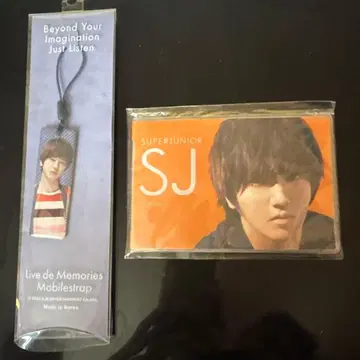 Beyond Your
Imagination
Just Listen
Live de Memories
Mobilestrap
Made in Korea
SUPERJUNIOR
SJ